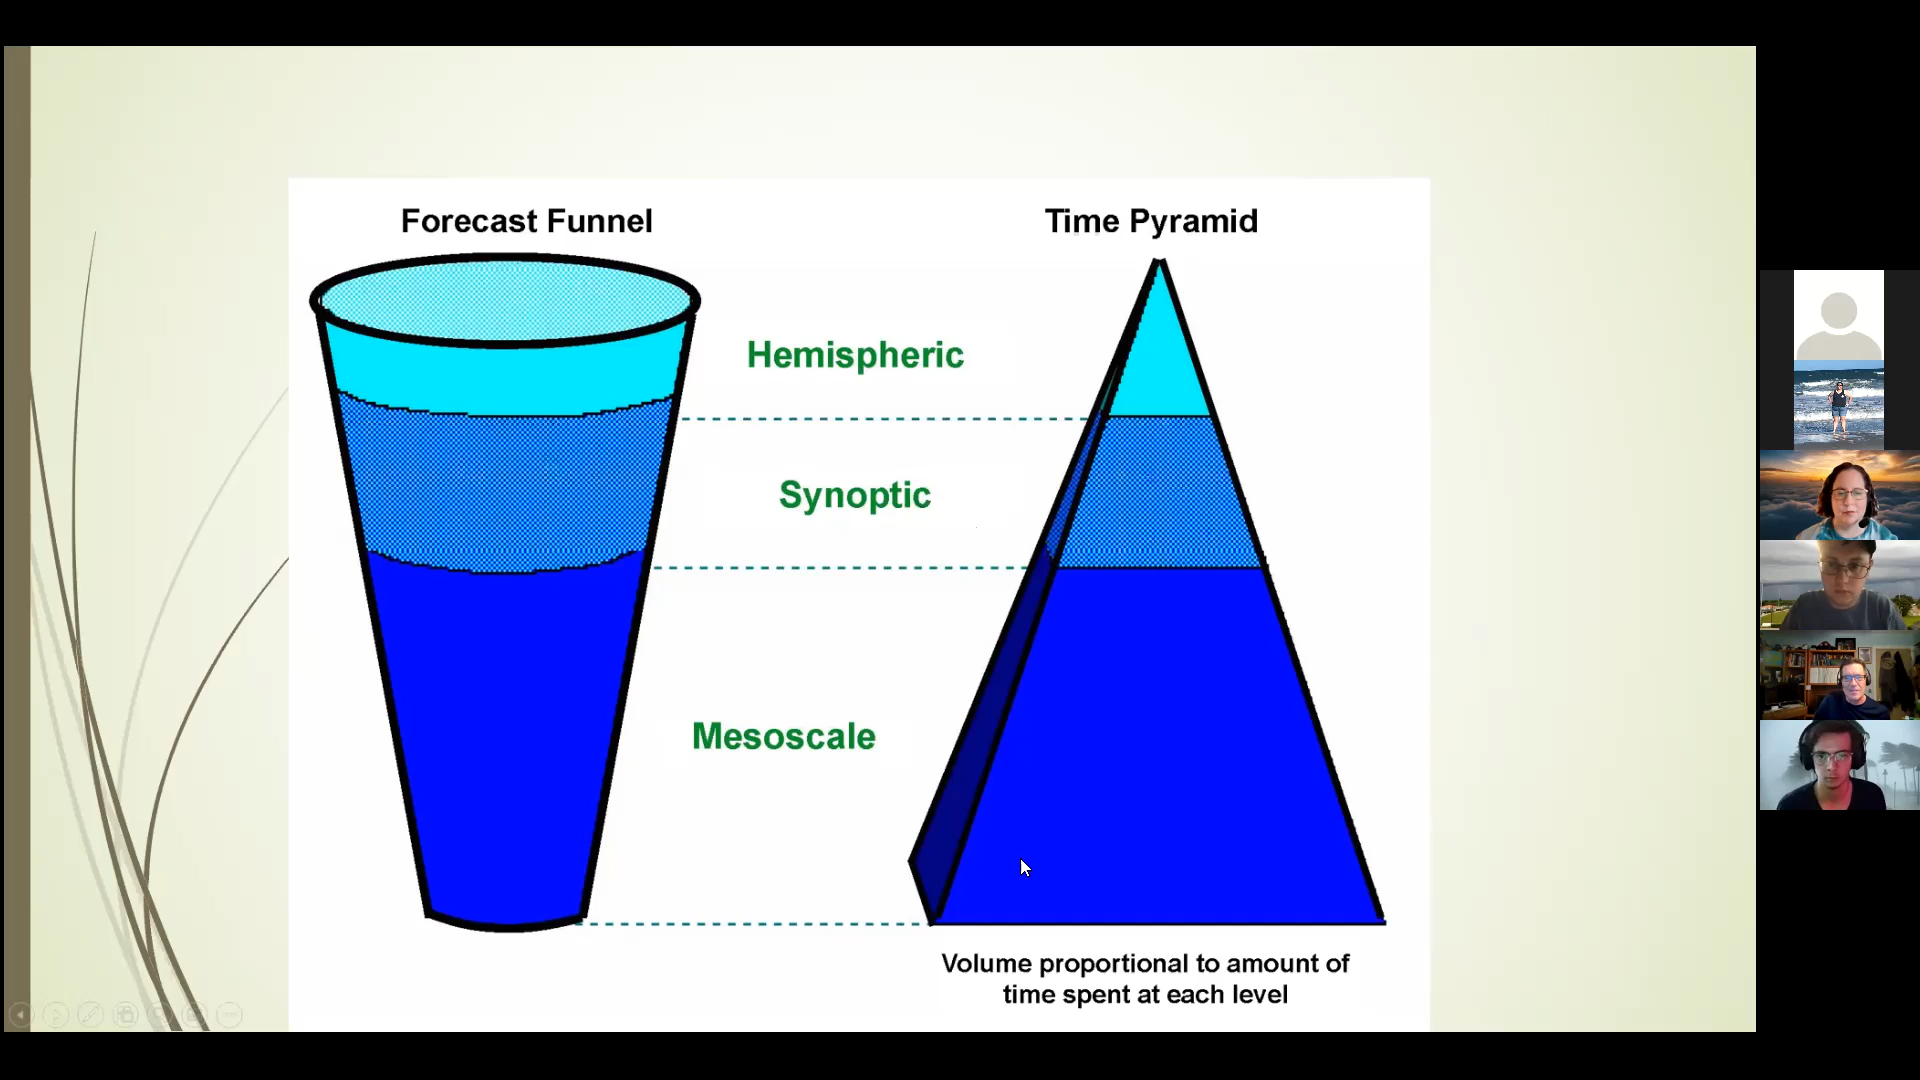 Forecast Funnel
Time Pyramid
Hemispheric
Synoptic
Mesoscale
Volume proportional to amount of
time spent at each level